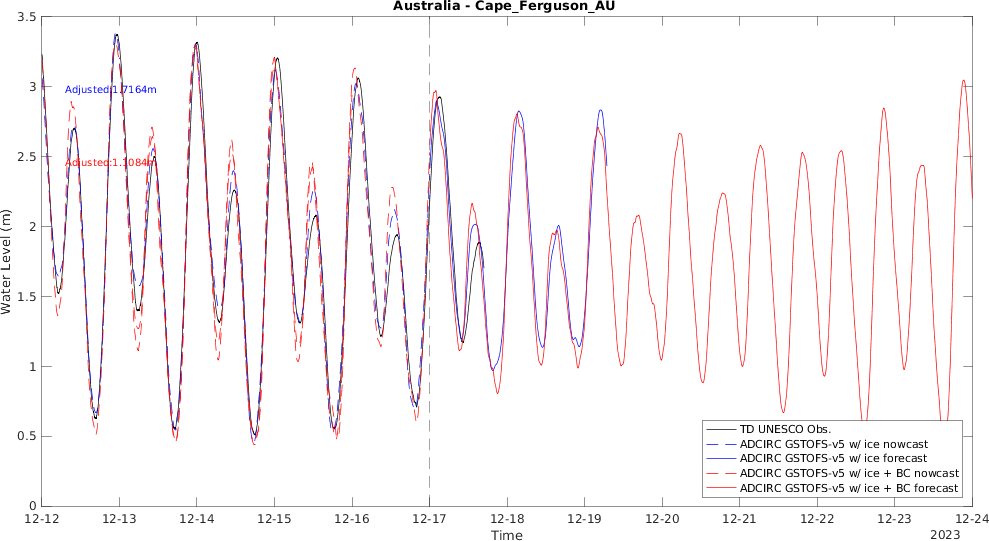 Australia - Cape_Ferguson_AU
3.5
3
2.5
2
1.5
1
0.5
0
Water Level (m)
Adjusted:1.7164m
Adjusted:1.1084m
TD UNESCO Obs.
ADCIRC GSTOFS-v5 w/ ice nowcast
ADCIRC GSTOFS-v5 w/ ice forecast
ADCIRC GSTOFS-v5 w/ ice + BC nowcast
ADCIRC GSTOFS-v5 w/ ice + BC forecast
12-12 12-13 12-14 12-15 12-16 12-17 12-18 12-19 12-20 12-21 12-22 12-23 12-24
Time
2023